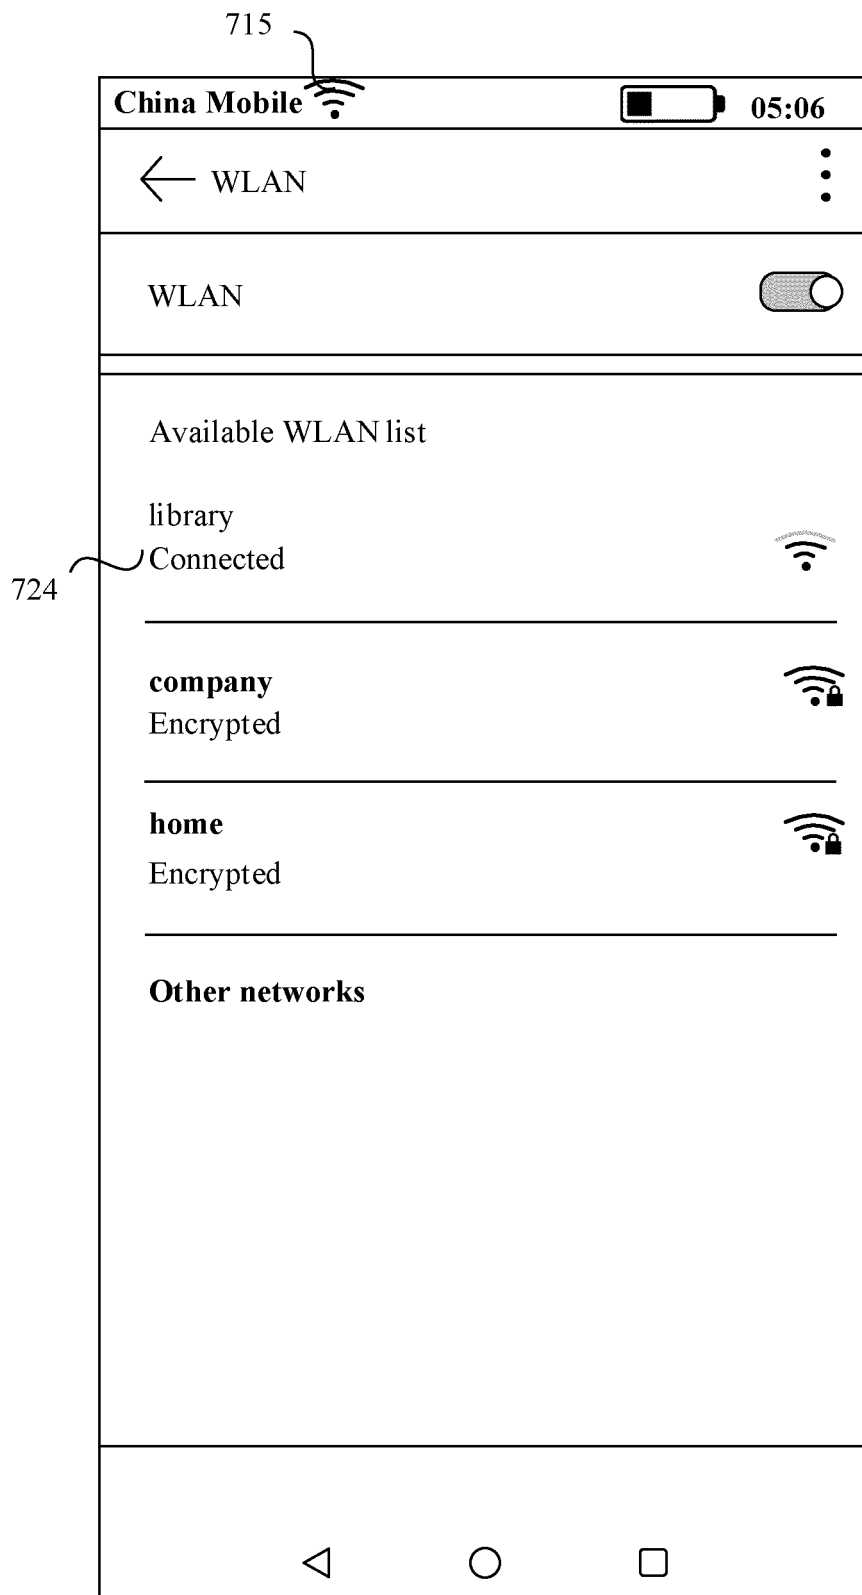 715
China Mobile 05:06
WLAN
WLAN
Available WLAN list
library
Connected
724
company
Encrypted
home
Encrypted
Other networks